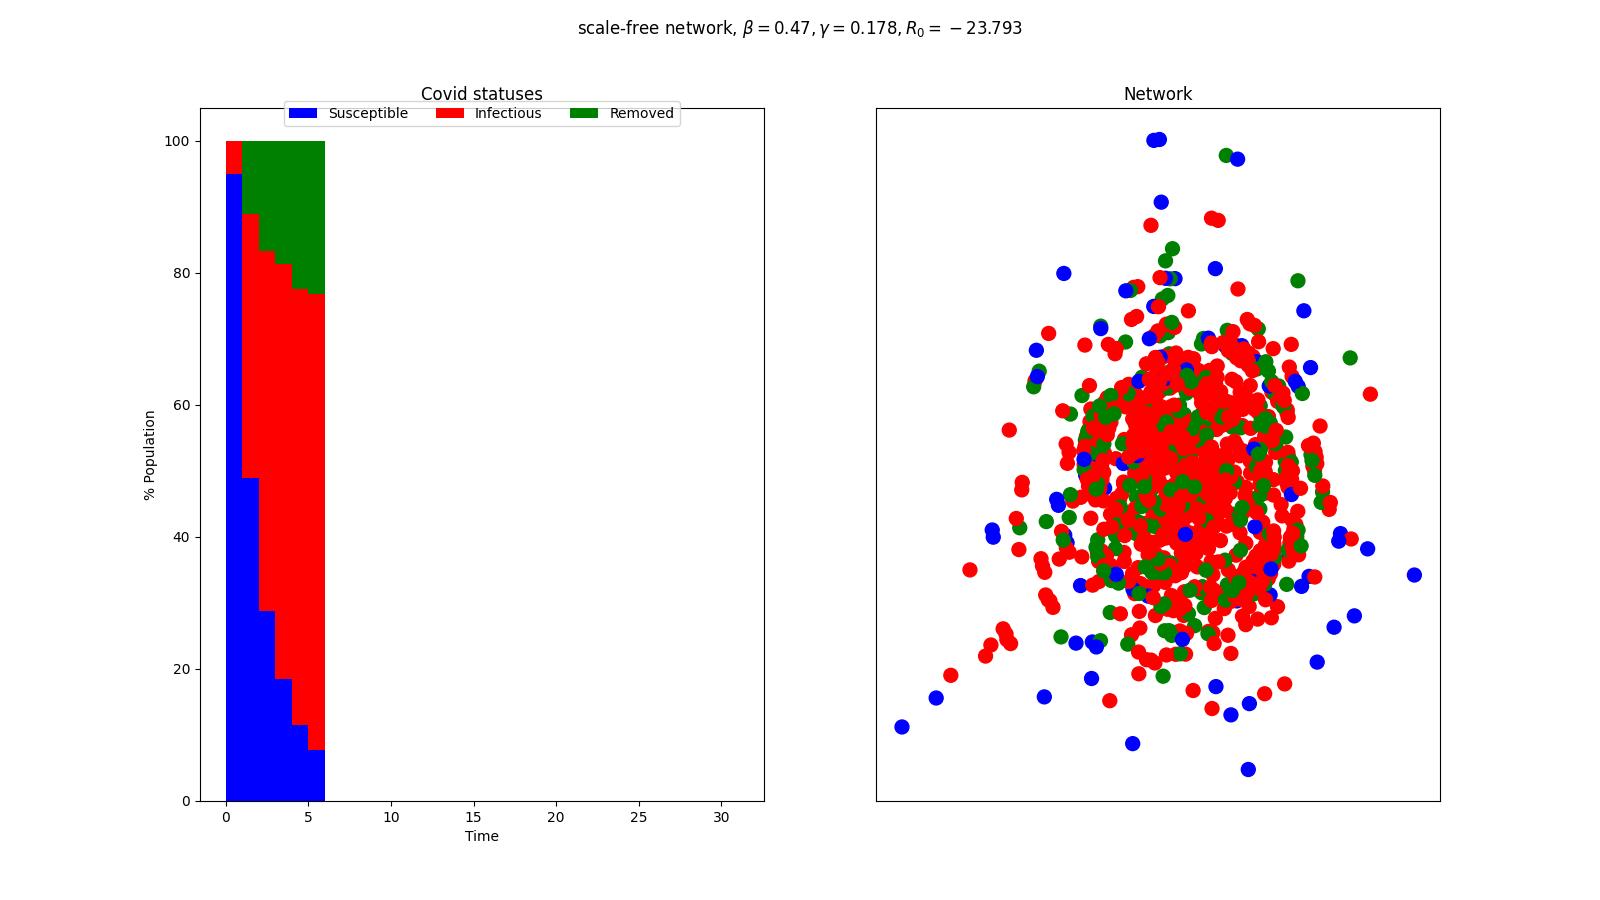 scale-free network, β = 0.47, γ = 0.178, R₀ = −23.793
Covid statuses
Susceptible Infectious Removed
100
80
60
40
20
0
% Population
0 5 10 15 20 25 30
Time
Network